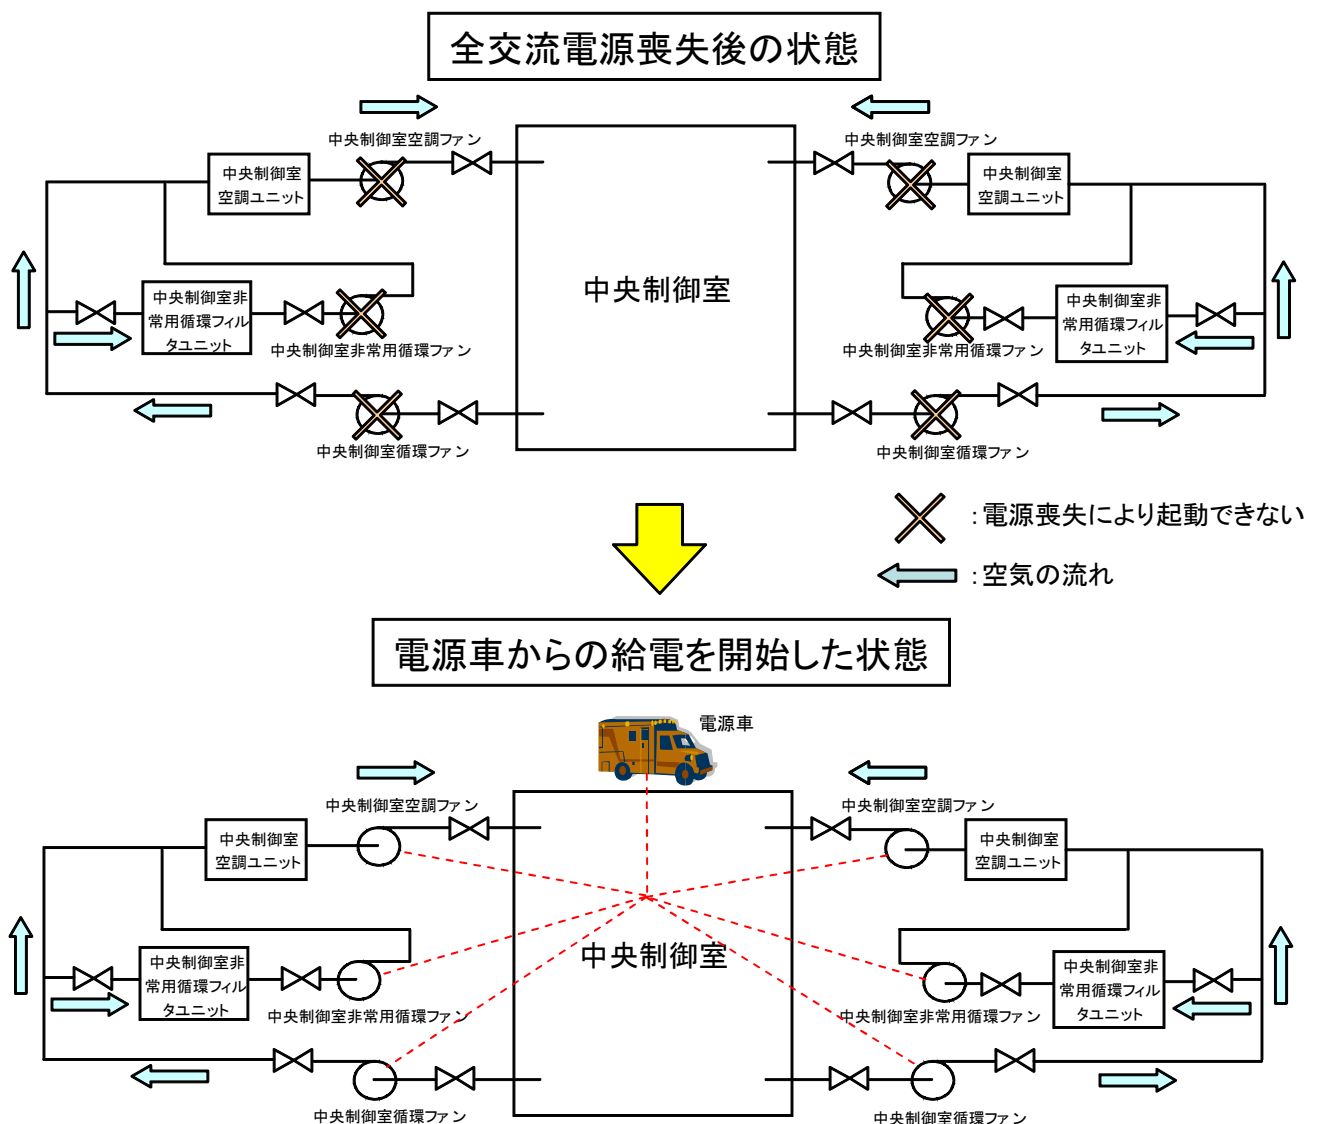 全交流電源喪失後の状態
中央制御室空調ファン
中央制御室空調ファン
中央制御室
空調ユニット
中央制御室
空調ユニット
中央制御室
中央制御室非
常用循環フィル
タユニット
中央制御室非
常用循環フィル
タユニット
中央制御室非常用循環ファン
中央制御室非常用循環ファン
中央制御室循環ファン
中央制御室循環ファン
：電源喪失により起動できない
：空気の流れ
電源車からの給電を開始した状態
電源車
中央制御室空調ファン
中央制御室空調ファン
中央制御室
空調ユニット
中央制御室
空調ユニット
中央制御室
中央制御室非
常用循環フィル
タユニット
中央制御室非
常用循環フィル
タユニット
中央制御室非常用循環ファン
中央制御室非常用循環ファン
中央制御室循環ファン
中央制御室循環ファン